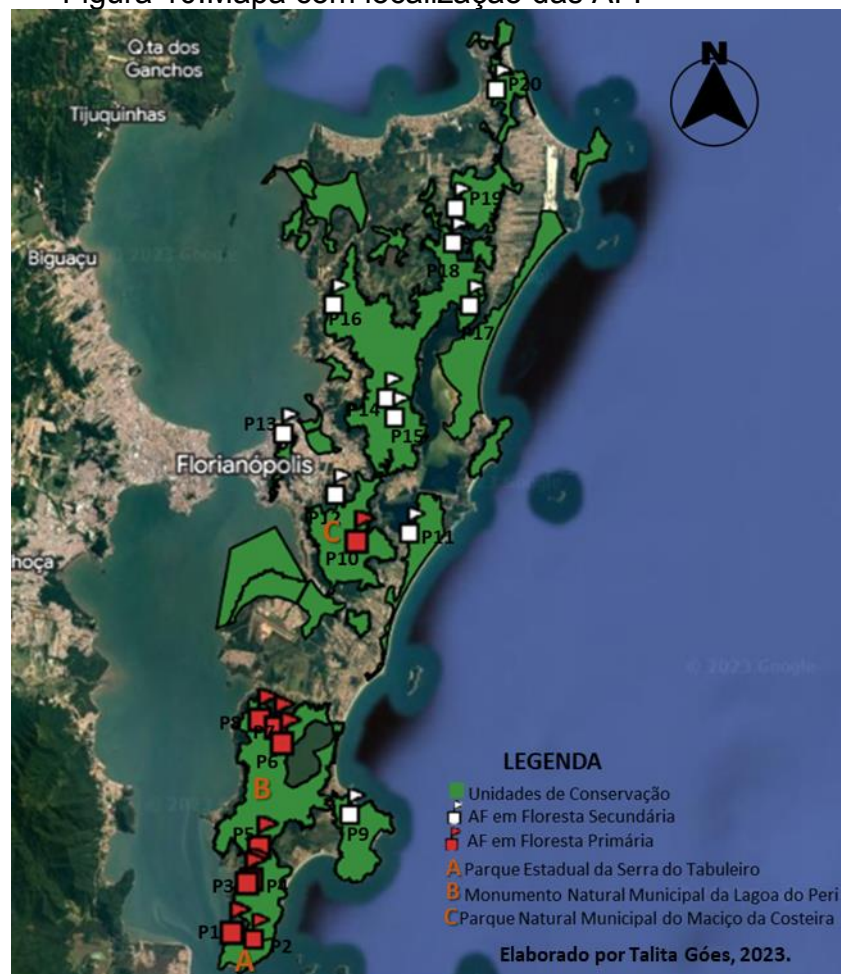 Figura 10.Mapa com localização das AFI
N
Q.ta dos
Ganchos
P20
Tijuquinhas
P19
Biguaçu
P18
P16
P17
P13
P14
P15
Florianópolis
C
P11
P10
hoça
© 2023 Google
P8
P7
P6
LEGENDA
B
Unidades de Conservação
AF em Floresta Secundária
P9
P5
AF em Floresta Primária
P3
P4
A Parque Estadual da Serra do Tabuleiro
B Monumento Natural Municipal da Lagoa do Peri
C Parque Natural Municipal do Maciço da Costeira
P1
P2
A
Elaborado por Talita Góes, 2023.